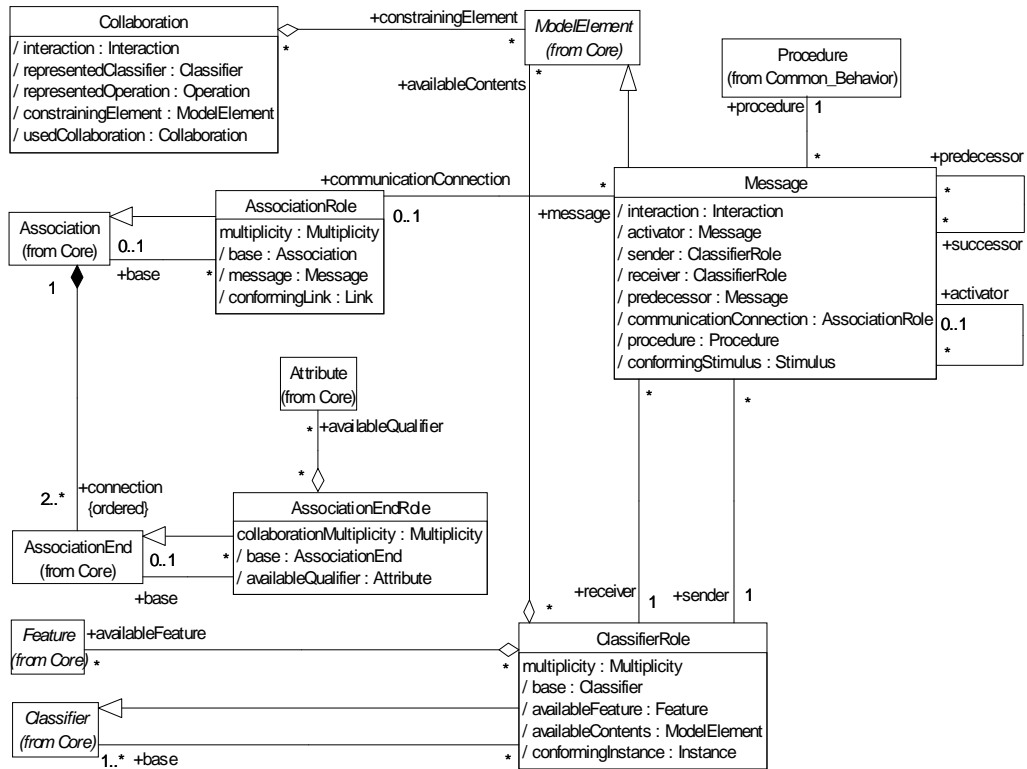 Collaboration
/ interaction : Interaction
/ representedClassifier : Classifier
/ representedOperation : Operation
/ constrainingElement : ModelElement
/ usedCollaboration : Collaboration
+constrainingElement
*
*
ModelElement
(from Core)
+availableContents
*
Procedure
(from Common_Behavior)
+procedure
1
*
+predecessor
*
*
+successor
+communicationConnection
0..1
*
+message
Message
/ interaction : Interaction
/ activator : Message
/ sender : ClassifierRole
/ receiver : ClassifierRole
/ predecessor : Message
/ communicationConnection : AssociationRole
/ procedure : Procedure
/ conformingStimulus : Stimulus
+activator
0..1
*
Association
(from Core)
0..1
+base
*
1
AssociationRole
multiplicity : Multiplicity
/ base : Association
/ message : Message
/ conformingLink : Link
Attribute
(from Core)
*
+availableQualifier
*
+connection
2..*
{ordered}
AssociationEnd
(from Core)
0..1
*
+base
AssociationEndRole
collaborationMultiplicity : Multiplicity
/ base : AssociationEnd
/ availableQualifier : Attribute
*
*
+receiver
1
+sender
1
*
Feature
(from Core)
+availableFeature
*
*
ClassifierRole
multiplicity : Multiplicity
/ base : Classifier
/ availableFeature : Feature
/ availableContents : ModelElement
/ conformingInstance : Instance
Classifier
(from Core)
1..*
+base
*